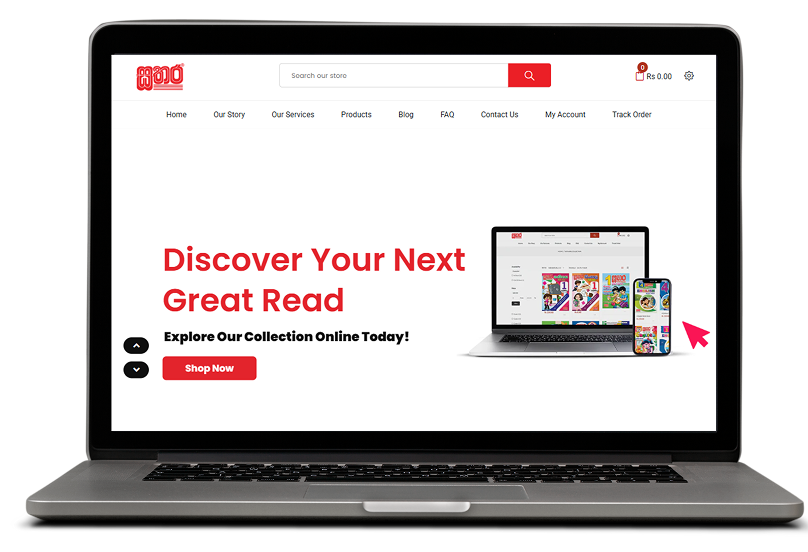 සතර
Search our store
0
Rs 0.00
Home Our Story Our Services Products Blog FAQ Contact Us My Account Track Order
Discover Your Next
Great Read
Explore Our Collection Online Today!
Shop Now